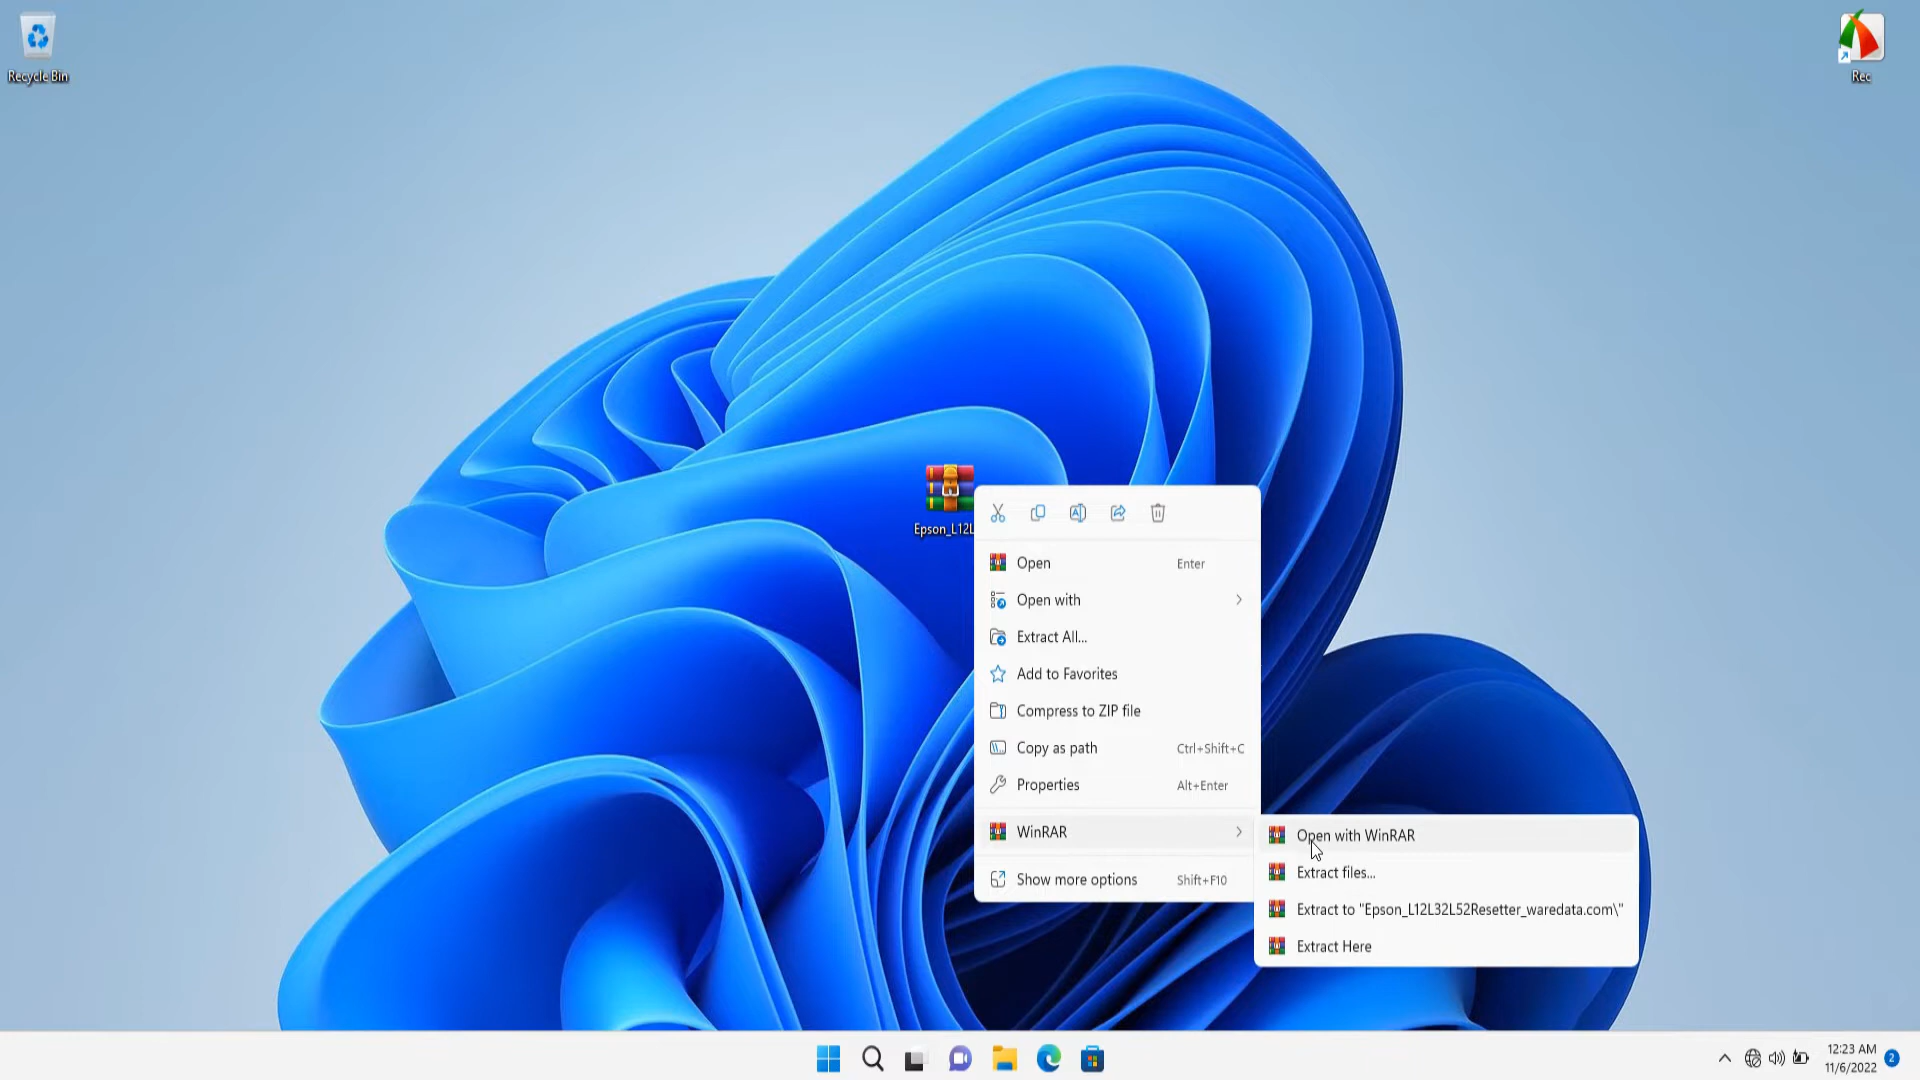 Recycle Bin
Rec
Epson_L12L
Open Enter
Open with
Extract All...
Add to Favorites
Compress to ZIP file
Copy as path Ctrl+Shift+C
Properties Alt+Enter
WinRAR
Show more options Shift+F10
Open with WinRAR
Extract files...
Extract to "Epson_L12L32L52Resetter_waredata.com\"
Extract Here
12:23 AM
11/6/2022
2